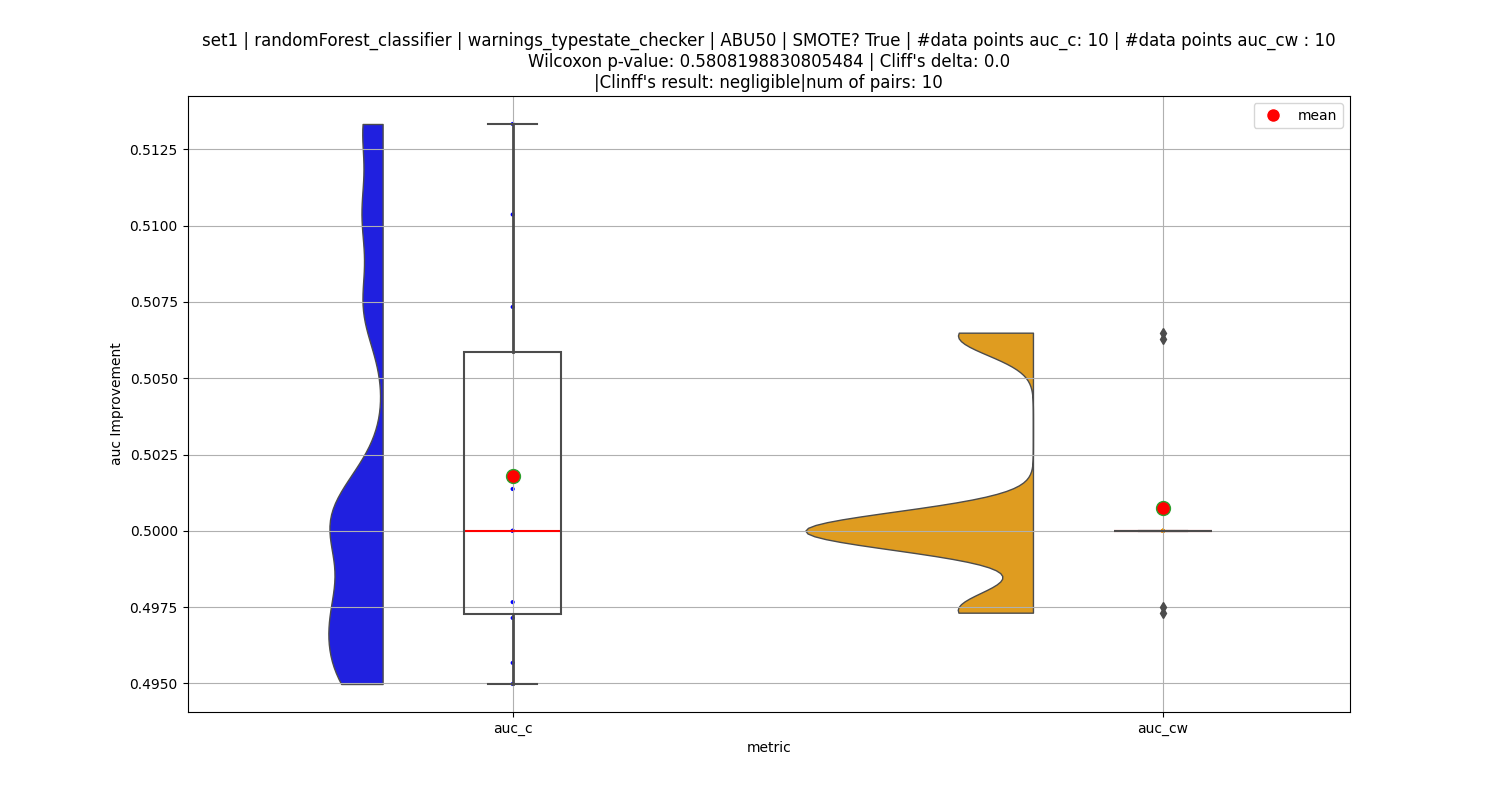 set1 | randomForest_classifier | warnings_typestate_checker | ABU50 | SMOTE? True | #data points auc_c: 10 | #data points auc_cw : 10
Wilcoxon p-value: 0.5808198830805484 | Cliff's delta: 0.0
|Clinff's result: negligible|num of pairs: 10
mean
0.5125
0.5100
0.5075
0.5050
0.5025
0.5000
0.4975
0.4950
auc Improvement
auc_c
auc_cw
metric